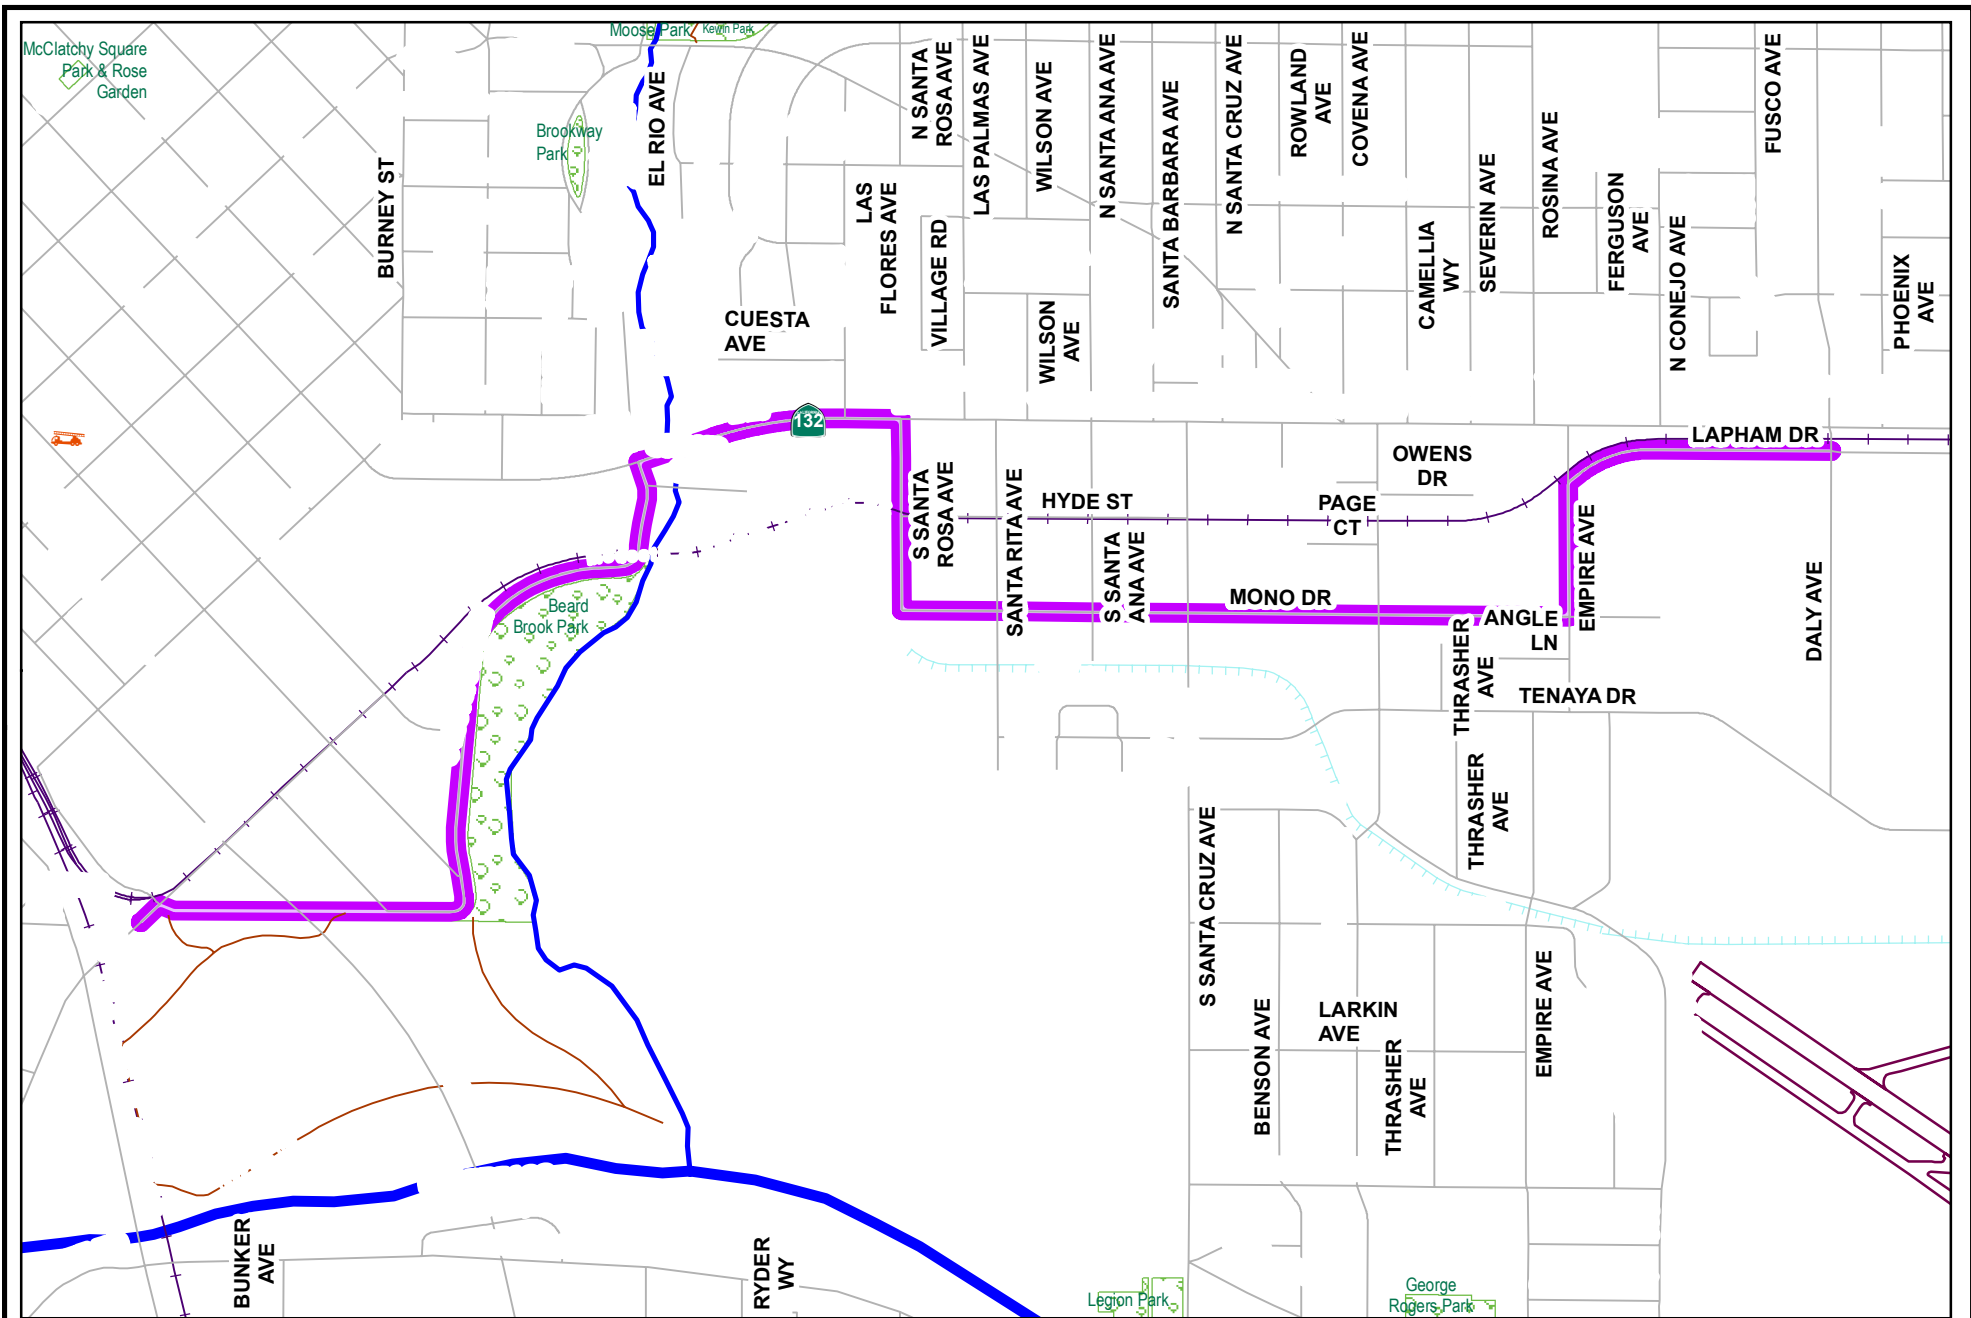 Moose Park
Kewin Park
McClatchy Square
Park & Rose
Garden
Brookway
Park
BURNEY ST
EL RIO AVE
N SANTA
ROSA AVE
LAS PALMAS AVE
WILSON AVE
N SANTA ANA AVE
SANTA BARBARA AVE
N SANTA CRUZ AVE
ROWLAND
AVE
COVENA AVE
SEVERIN AVE
ROSINA AVE
FERGUSON
AVE
FUSCO AVE
LAS
FLORES AVE
VILLAGE RD
CAMELLIA
WY
N CONEJO AVE
PHOENIX
AVE
CUESTA
AVE
WILSON
AVE
132
LAPHAM DR
OWENS
DR
HYDE ST
PAGE
CT
S SANTA
ROSA AVE
SANTA RITA AVE
S SANTA
ANA AVE
EMPIRE AVE
MONO DR
ANGLE
LN
DALY AVE
Beard
Brook Park
THRASHER
AVE
TENAYA DR
THRASHER
AVE
S SANTA CRUZ AVE
BENSON AVE
LARKIN
AVE
THRASHER
AVE
EMPIRE AVE
BUNKER
AVE
RYDER
WY
Legion Park
George
Rogers Park